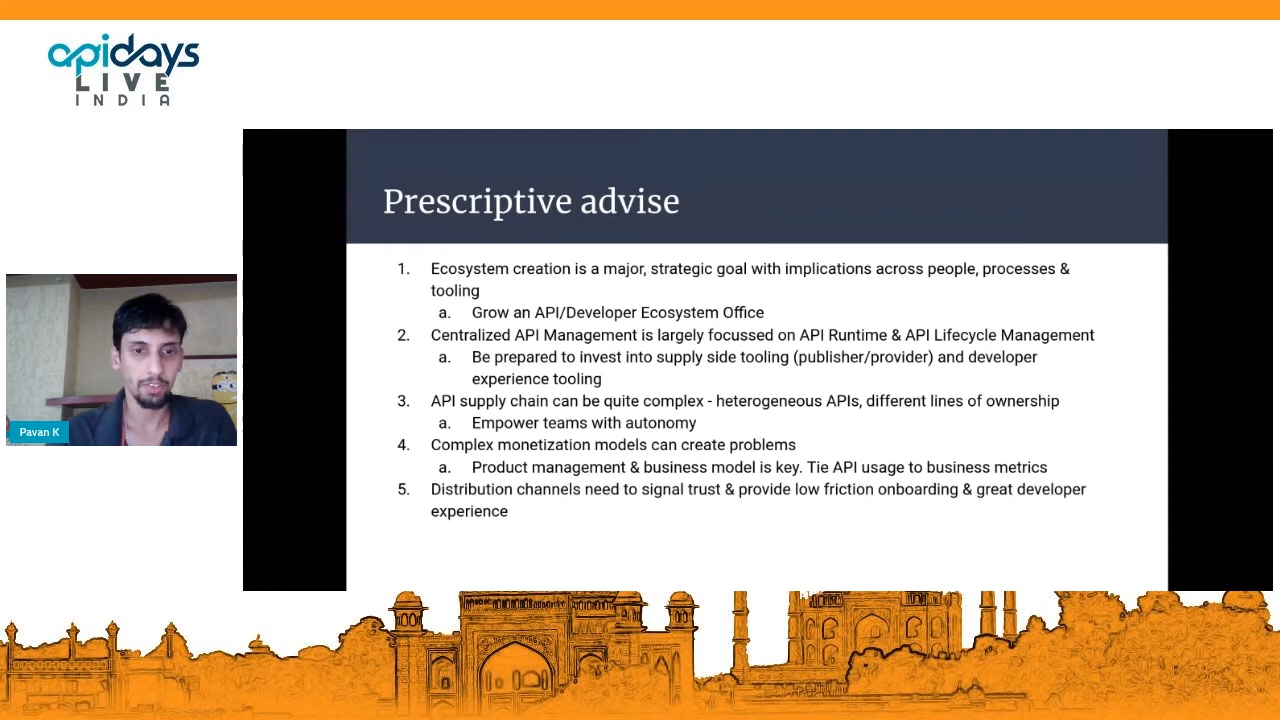 apidays
LIVE
INDIA
Prescriptive advise
1. Ecosystem creation is a major, strategic goal with implications across people, processes &
tooling
a. Grow an API/Developer Ecosystem Office
2. Centralized API Management is largely focussed on API Runtime & API Lifecycle Management
a. Be prepared to invest into supply side tooling (publisher/provider) and developer
experience tooling
3. API supply chain can be quite complex - heterogeneous APIs, different lines of ownership
a. Empower teams with autonomy
4. Complex monetization models can create problems
a. Product management & business model is key. Tie API usage to business metrics
5. Distribution channels need to signal trust & provide low friction onboarding & great developer
experience
Pavan K